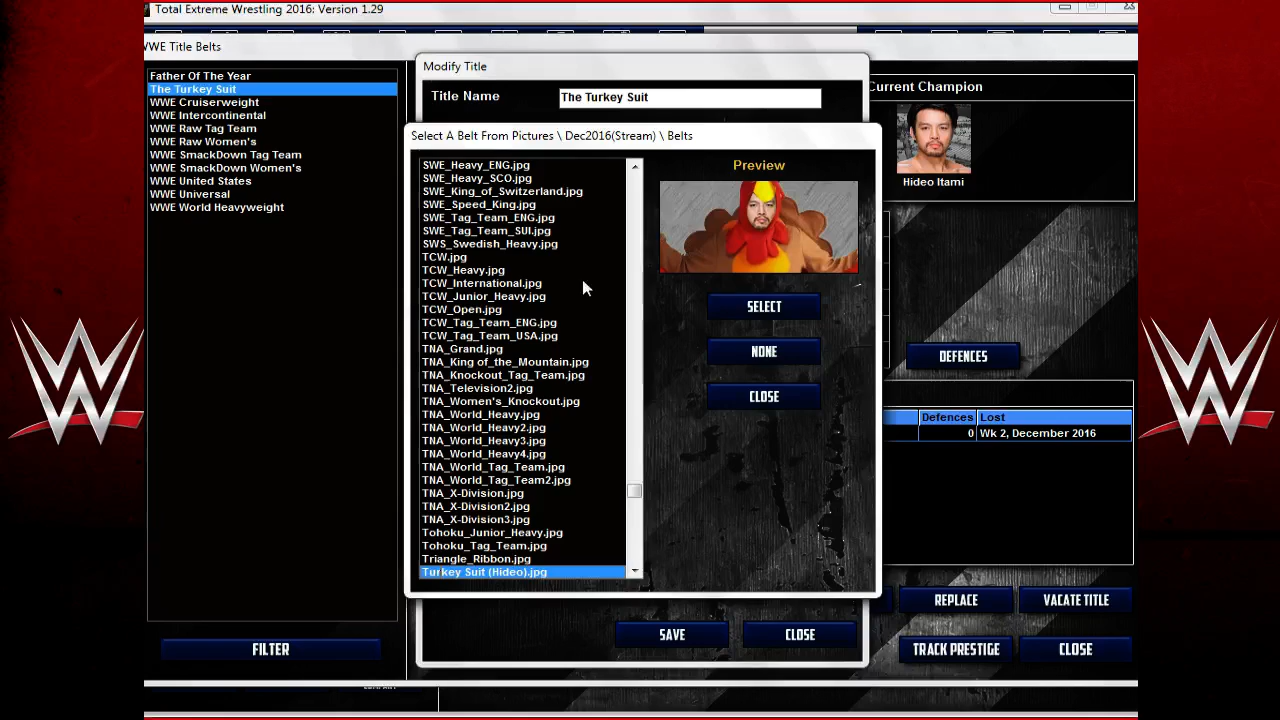 Total Extreme Wrestling 2016: Version 1.29
WWE Title Belts
Father Of The Year
The Turkey Suit
WWE Cruiserweight
WWE Intercontinental
WWE Raw Tag Team
WWE Raw Women's
WWE SmackDown Tag Team
WWE SmackDown Women's
WWE United States
WWE Universal
WWE World Heavyweight
FILTER
Modify Title
Title Name
The Turkey Suit
Select A Belt From Pictures \ Dec2016(Stream) \ Belts
SWE_Heavy_ENG.jpg
SWE_Heavy_SCO.jpg
SWE_King_of_Switzerland.jpg
SWE_Speed_King.jpg
SWE_Tag_Team_ENG.jpg
SWE_Tag_Team_SUI.jpg
SWS_Swedish_Heavy.jpg
TCW.jpg
TCW_Heavy.jpg
TCW_International.jpg
TCW_Junior_Heavy.jpg
TCW_Open.jpg
TCW_Tag_Team_ENG.jpg
TCW_Tag_Team_USA.jpg
TNA_Grand.jpg
TNA_King of_the_Mountain.jpg
TNA_Knockout_Tag_Team.jpg
TNA_Television2.jpg
TNA_Women's_Knockout.jpg
TNA_World_Heavy.jpg
TNA_World_Heavy2.jpg
TNA_World_Heavy3.jpg
TNA_World_Heavy4.jpg
TNA_World_Tag_Team.jpg
TNA_World_Tag_Team2.jpg
TNA_X-Division.jpg
TNA_X-Division2.jpg
TNA_X-Division3.jpg
Tohoku_Junior_Heavy.jpg
Tohoku_Tag_Team.jpg
Triangle_Ribbon.jpg
Turkey Suit (Hideo).jpg
Preview
SELECT
NONE
CLOSE
SAVE
CLOSE
Current Champion
Hideo Itami
DEFENCES
Defences Lost
0 Wk 2, December 2016
REPLACE
VACATE TITLE
TRACK PRESTIGE
CLOSE